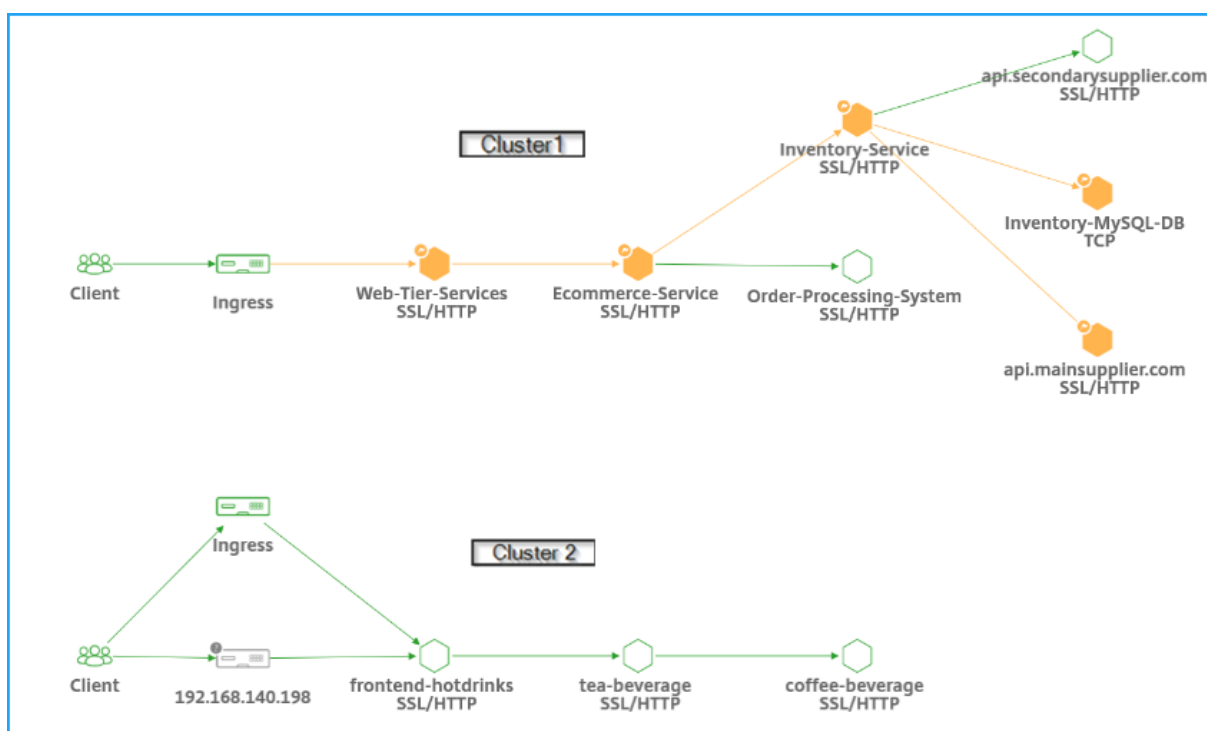 api.secondarysupplier.com
SSL/HTTP
Cluster1
Inventory-Service
SSL/HTTP
Inventory-MySQL-DB
TCP
Client
Ingress
Web-Tier-Services
SSL/HTTP
Ecommerce-Service
SSL/HTTP
Order-Processing-System
SSL/HTTP
api.mainsupplier.com
SSL/HTTP
Ingress
Cluster 2
Client
?
192.168.140.198
frontend-hotdrinks
SSL/HTTP
tea-beverage
SSL/HTTP
coffee-beverage
SSL/HTTP